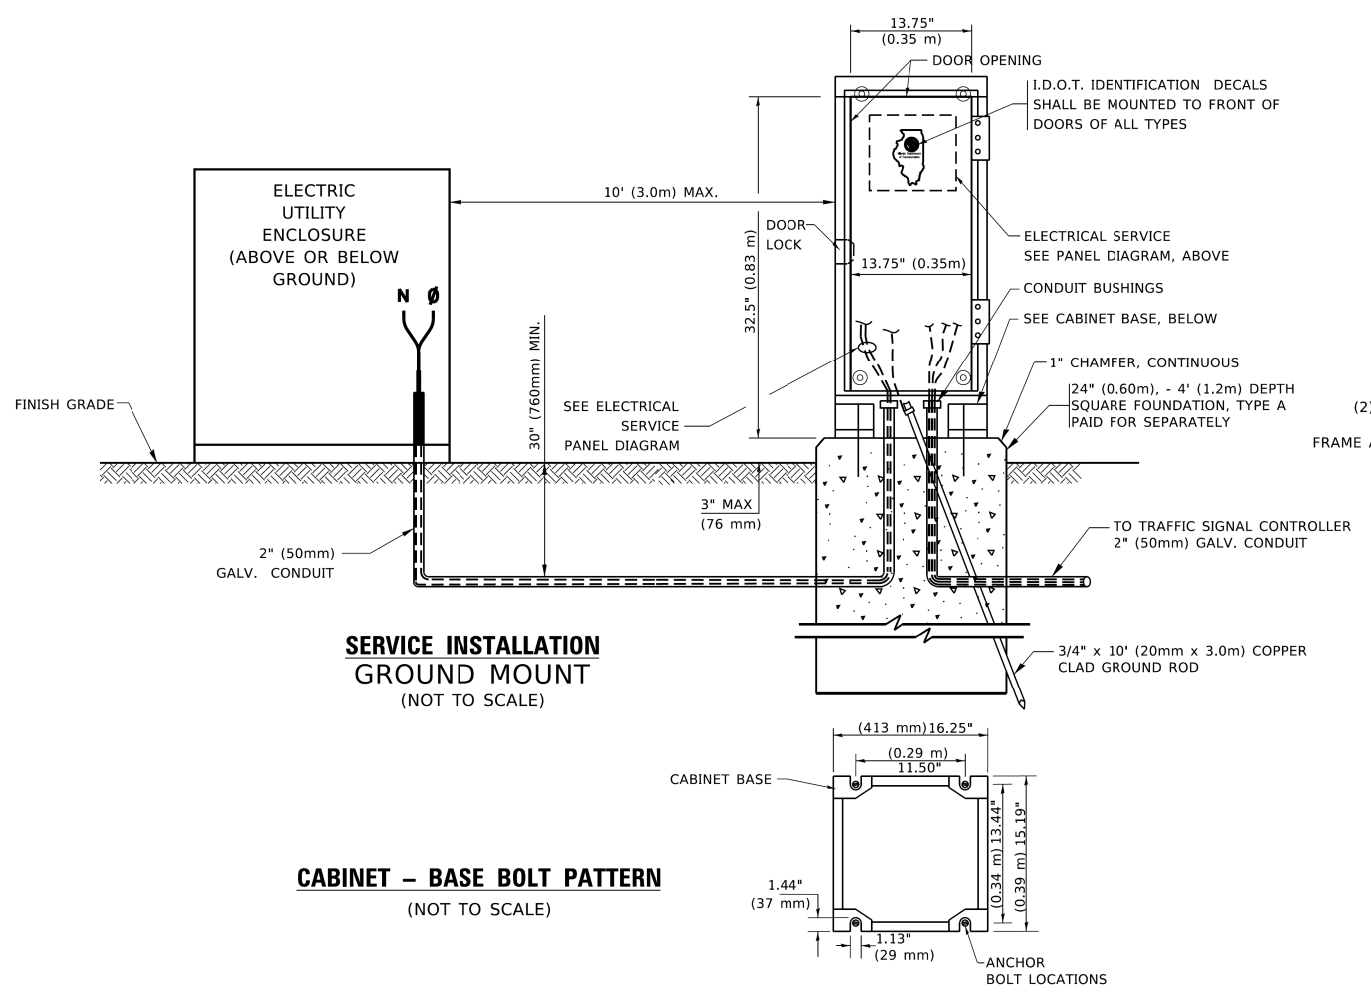 13.75"
(0.35 m)
DOOR OPENING
I.D.O.T. IDENTIFICATION DECALS
SHALL BE MOUNTED TO FRONT OF
DOORS OF ALL TYPES
ELECTRIC
UTILITY
ENCLOSURE
(ABOVE OR BELOW
GROUND)
N Ø
10' (3.0m) MAX.
DOOR
LOCK
32.5" (0.83 m)
13.75" (0.35m)
ELECTRICAL SERVICE
SEE PANEL DIAGRAM, ABOVE
CONDUIT BUSHINGS
SEE CABINET BASE, BELOW
1" CHAMFER, CONTINUOUS
24" (0.60m), - 4' (1.2m) DEPTH
SQUARE FOUNDATION, TYPE A
PAID FOR SEPARATELY
(2)
FRAME
FINISH GRADE
30" (760mm) MIN.
SEE ELECTRICAL
SERVICE
PANEL DIAGRAM
3" MAX
(76 mm)
2" (50mm)
GALV. CONDUIT
TO TRAFFIC SIGNAL CONTROLLER
2" (50mm) GALV. CONDUIT
3/4" x 10' (20mm x 3.0m) COPPER
CLAD GROUND ROD
SERVICE INSTALLATION
GROUND MOUNT
(NOT TO SCALE)
(413 mm)16.25"
(0.29 m)
11.50"
CABINET BASE
(0.34 m) 13.44"
(0.39 m) 15.19"
CABINET – BASE BOLT PATTERN
(NOT TO SCALE)
1.44"
(37 mm)
1.13"
(29 mm)
ANCHOR
BOLT LOCATIONS